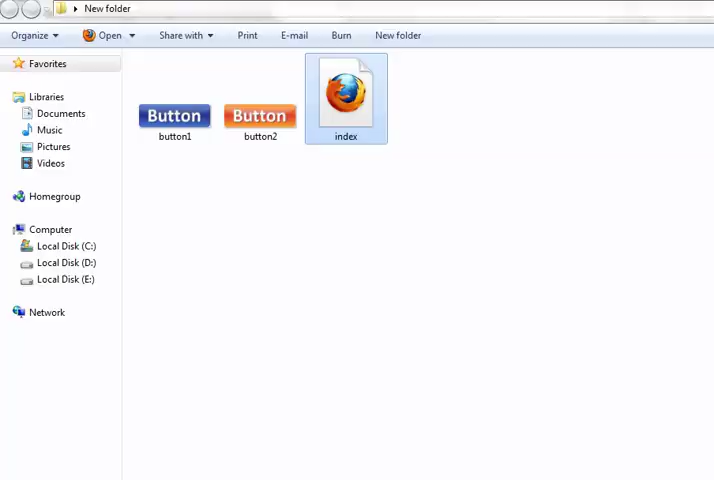 New folder
Organize Open Share with Print E-mail Burn New folder
Favorites
Libraries
Documents
Music
Pictures
Videos
Homegroup
Computer
Local Disk (C:)
Local Disk (D:)
Local Disk (E:)
Network
Button Button
button1 button2 index